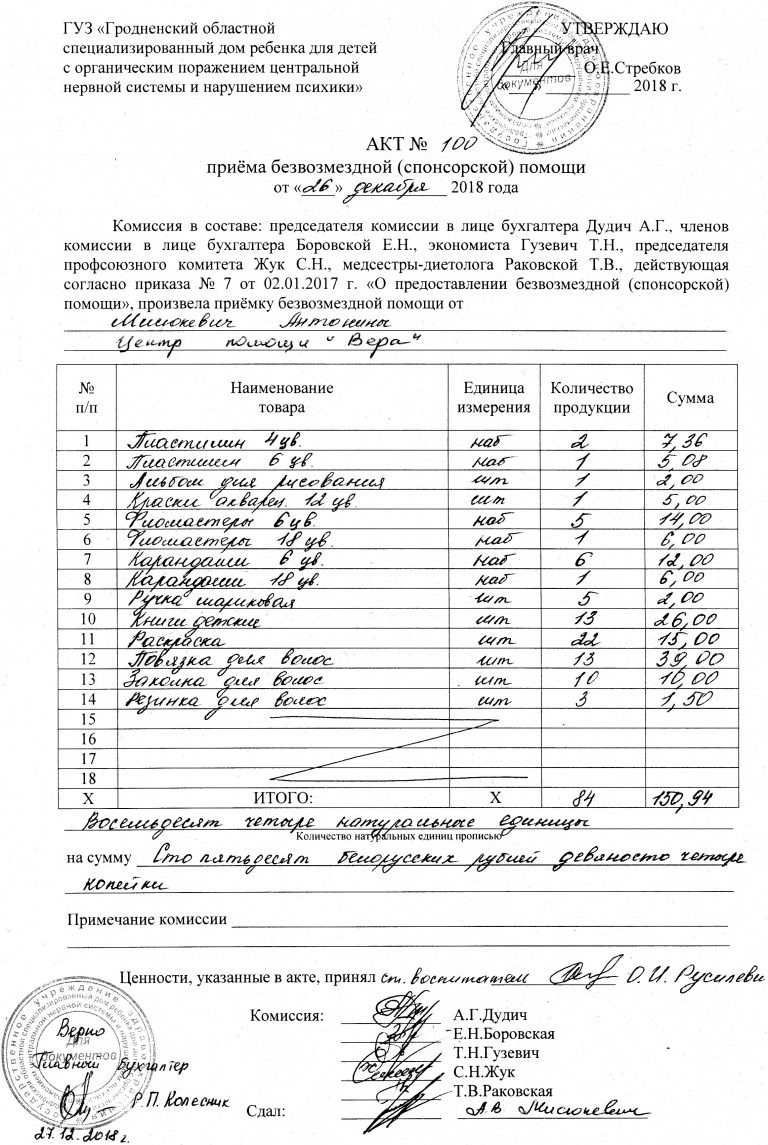 ГУЗ «Гродненский областной
специализированный дом ребенка для детей
с органическим поражением центральной
нервной системы и нарушением психики»
УТВЕРЖДАЮ
Главный врач
О.Е.Стребков
2018 г.
Для
документов
АКТ № 100
приёма безвозмездной (спонсорской) помощи
от «26» декабря 2018 года
Комиссия в составе: председателя комиссии в лице бухгалтера Дудич А.Г., членов
комиссии в лице бухгалтера Боровской Е.Н., экономиста Гузевич Т.Н., председателя
профсоюзного комитета Жук С.Н., медсестры-диетолога Раковской Т.В., действующая
согласно приказа № 7 от 02.01.2017 г. «О предоставлении безвозмездной (спонсорской)
помощи», произвела приёмку безвозмездной помощи от
Мисюкевич Антонины
Центр помощи "Вера"
№ п/п Наименование товара Единица измерения Количество продукции Сумма
1 Пластилин 4 цв. наб 2 7,36
2 Пластилин 6 цв. наб 1 5,08
3 Альбом для рисования шт 1 2,00
4 Краски акварел. 12 цв. шт 1 5,00
5 Фломастеры 6 цв. наб 5 14,00
6 Фломастеры 18 цв. наб 1 6,00
7 Карандаши 6 цв. наб 6 12,00
8 Карандаши 18 цв. наб 1 6,00
9 Ручка шариковая шт 5 2,00
10 Книги детские шт 13 26,00
11 Раскраска шт 22 15,00
12 Повязка для волос шт 13 39,00
13 Заколка для волос шт 10 10,00
14 Резинка для волос шт 3 1,50
15
16
17
18
X ИТОГО: X 84 150,94
Восемьдесят четыре натуральные единицы
Количество натуральных единиц прописью
на сумму Сто пятьдесят белорусских рублей девяносто четыре
копейки
Примечание комиссии
Ценности, указанные в акте, принял ст. воспитатель О.И. Русилевич
Комиссия: А.Г.Дудич
Е.Н.Боровская
Т.Н.Гузевич
С.Н.Жук
Т.В.Раковская
Сдал: А.В. Мисюкевич
Верно
Для
документов
Главный бухгалтер
Р.П. Колесник
27.12.2018г.